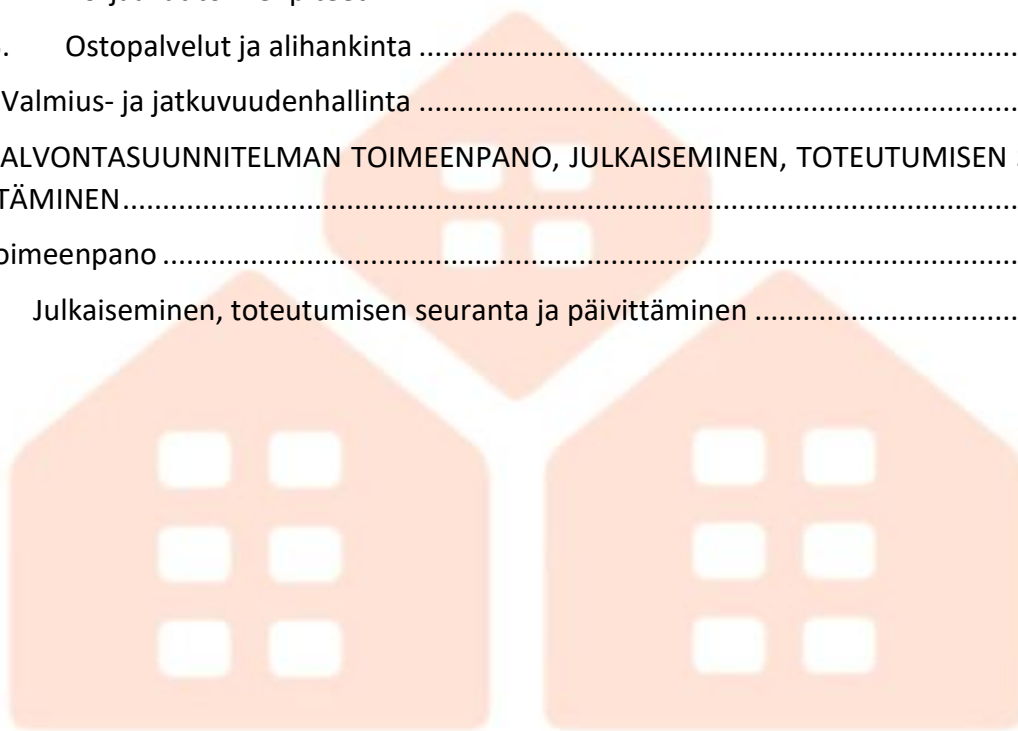 . Ostopalvelut ja alihankinta ....................................................................................
Valmius- ja jatkuvuudenhallinta ....................................................................................
ALVONTASUUNNITELMAN TOIMEENPANO, JULKAISEMINEN, TOTEUTUMISEN
TÄMINEN....................................................................................
oimeenpano ....................................................................................
Julkaiseminen, toteutumisen seuranta ja päivittäminen ....................................